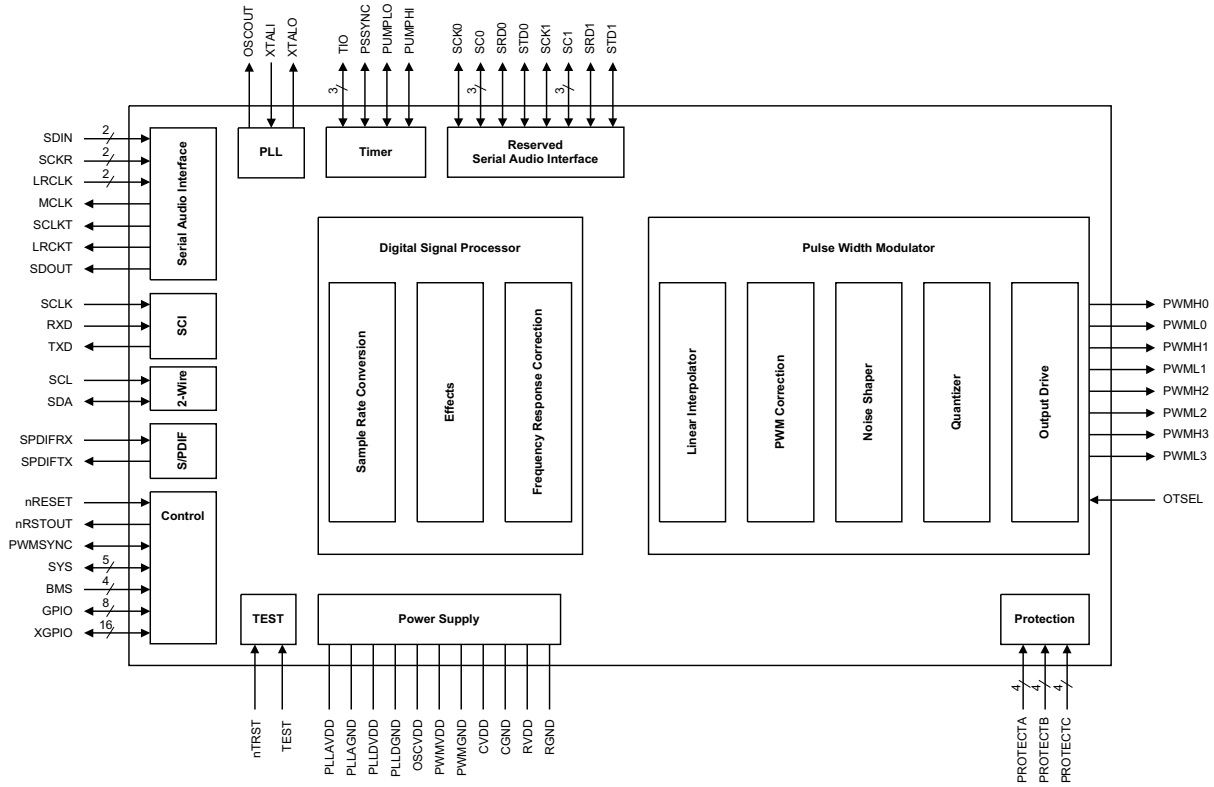 OSCOUT
XTALI
XTALO
TIO
PSSYNC
PUMPLO
PUMPHI
SCK0
SC0
SRD0
STD0
SCK1
SC1
SRD1
STD1
3
3
3
SDIN
2
SCKR
2
LRCLK
2
MCLK
SCLKT
LRCKT
SDOUT
Serial Audio Interface
PLL
Timer
Reserved
Serial Audio Interface
SCLK
RXD
TXD
SCI
SCL
SDA
2-Wire
SPDIFRX
SPDIFTX
S/PDIF
nRESET
nRSTOUT
PWMSYNC
SYS
5
BMS
4
GPIO
8
XGPIO
16
Control
Digital Signal Processor
Sample Rate Conversion
Effects
Frequency Response Correction
Pulse Width Modulator
Linear Interpolator
PWM Correction
Noise Shaper
Quantizer
Output Drive
PWMH0
PWML0
PWMH1
PWML1
PWMH2
PWML2
PWMH3
PWML3
OTSEL
TEST
Power Supply
Protection
4
4
4
nTRST
TEST
PLLAVDD
PLLAGND
PLLDVDD
PLLDGND
OSCVDD
PWMVDD
PWMGND
CVDD
CGND
RVDD
RGND
PROTECTA
PROTECTB
PROTECTC